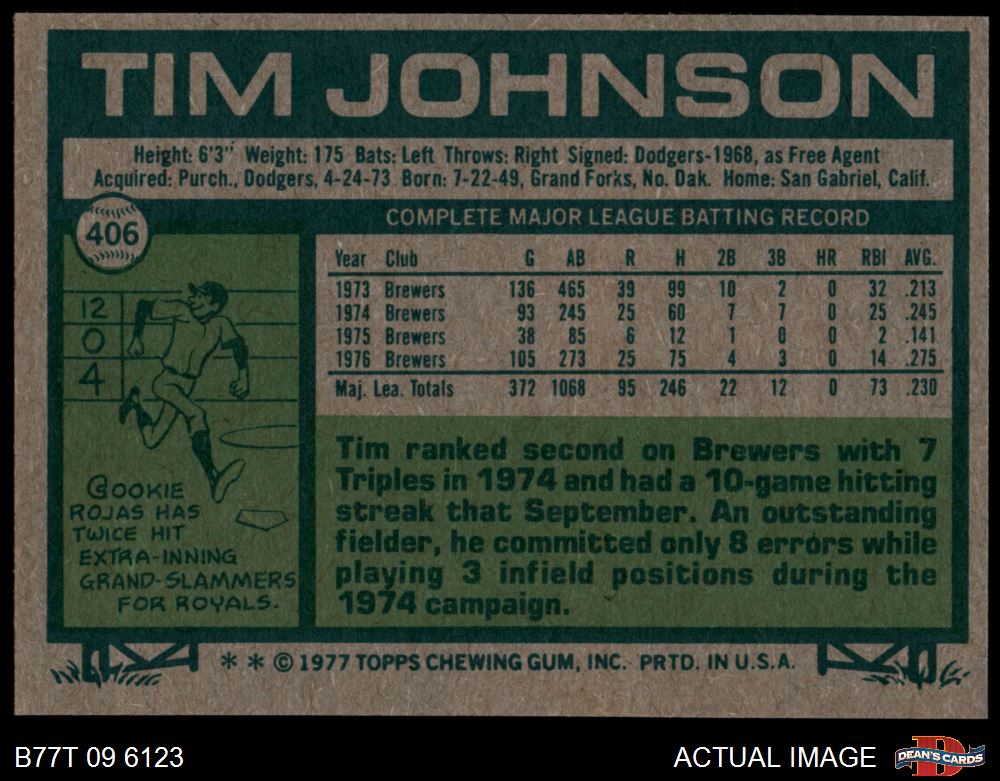 TIM JOHNSON
Height: 6'3" Weight: 175 Bats: Left Throws: Right Signed: Dodgers-1968, as Free Agent
Acquired: Purch., Dodgers, 4-24-73 Born: 7-22-49, Grand Forks, No. Dak. Home: San Gabriel, Calif.
406
COMPLETE MAJOR LEAGUE BATTING RECORD
Year Club G AB R H 2B 3B HR RBI AVG.
1973 Brewers 136 465 39 99 10 2 0 32 .213
1974 Brewers 93 245 25 60 7 7 0 25 .245
1975 Brewers 38 85 6 12 1 0 0 2 .141
1976 Brewers 105 273 25 75 4 3 0 14 .275
Maj. Lea. Totals 372 1068 95 246 22 12 0 73 .230
12
0
4
COOKIE
ROJAS HAS
TWICE HIT
EXTRA-INNING
GRAND-SLAMMERS
FOR ROYALS.
Tim ranked second on Brewers with 7
Triples in 1974 and had a 10-game hitting
streak that September. An outstanding
fielder, he committed only 8 errors while
playing 3 infield positions during the
1974 campaign.
* * © 1977 TOPPS CHEWING GUM, INC. PRTD. IN U.S.A.
B77T 09 6123
ACTUAL IMAGE
D
DEAN'S CARDS